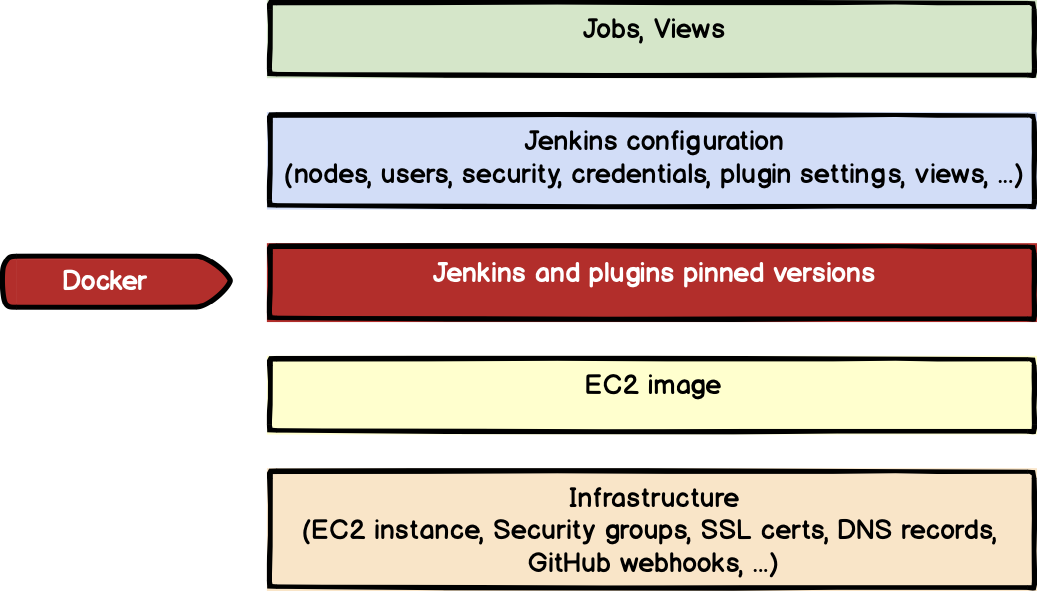 Jobs, Views
Jenkins configuration
(nodes, users, security, credentials, plugin settings, views, ...)
Docker
Jenkins and plugins pinned versions
EC2 image
Infrastructure
(EC2 instance, Security groups, SSL certs, DNS records,
GitHub webhooks, ...)